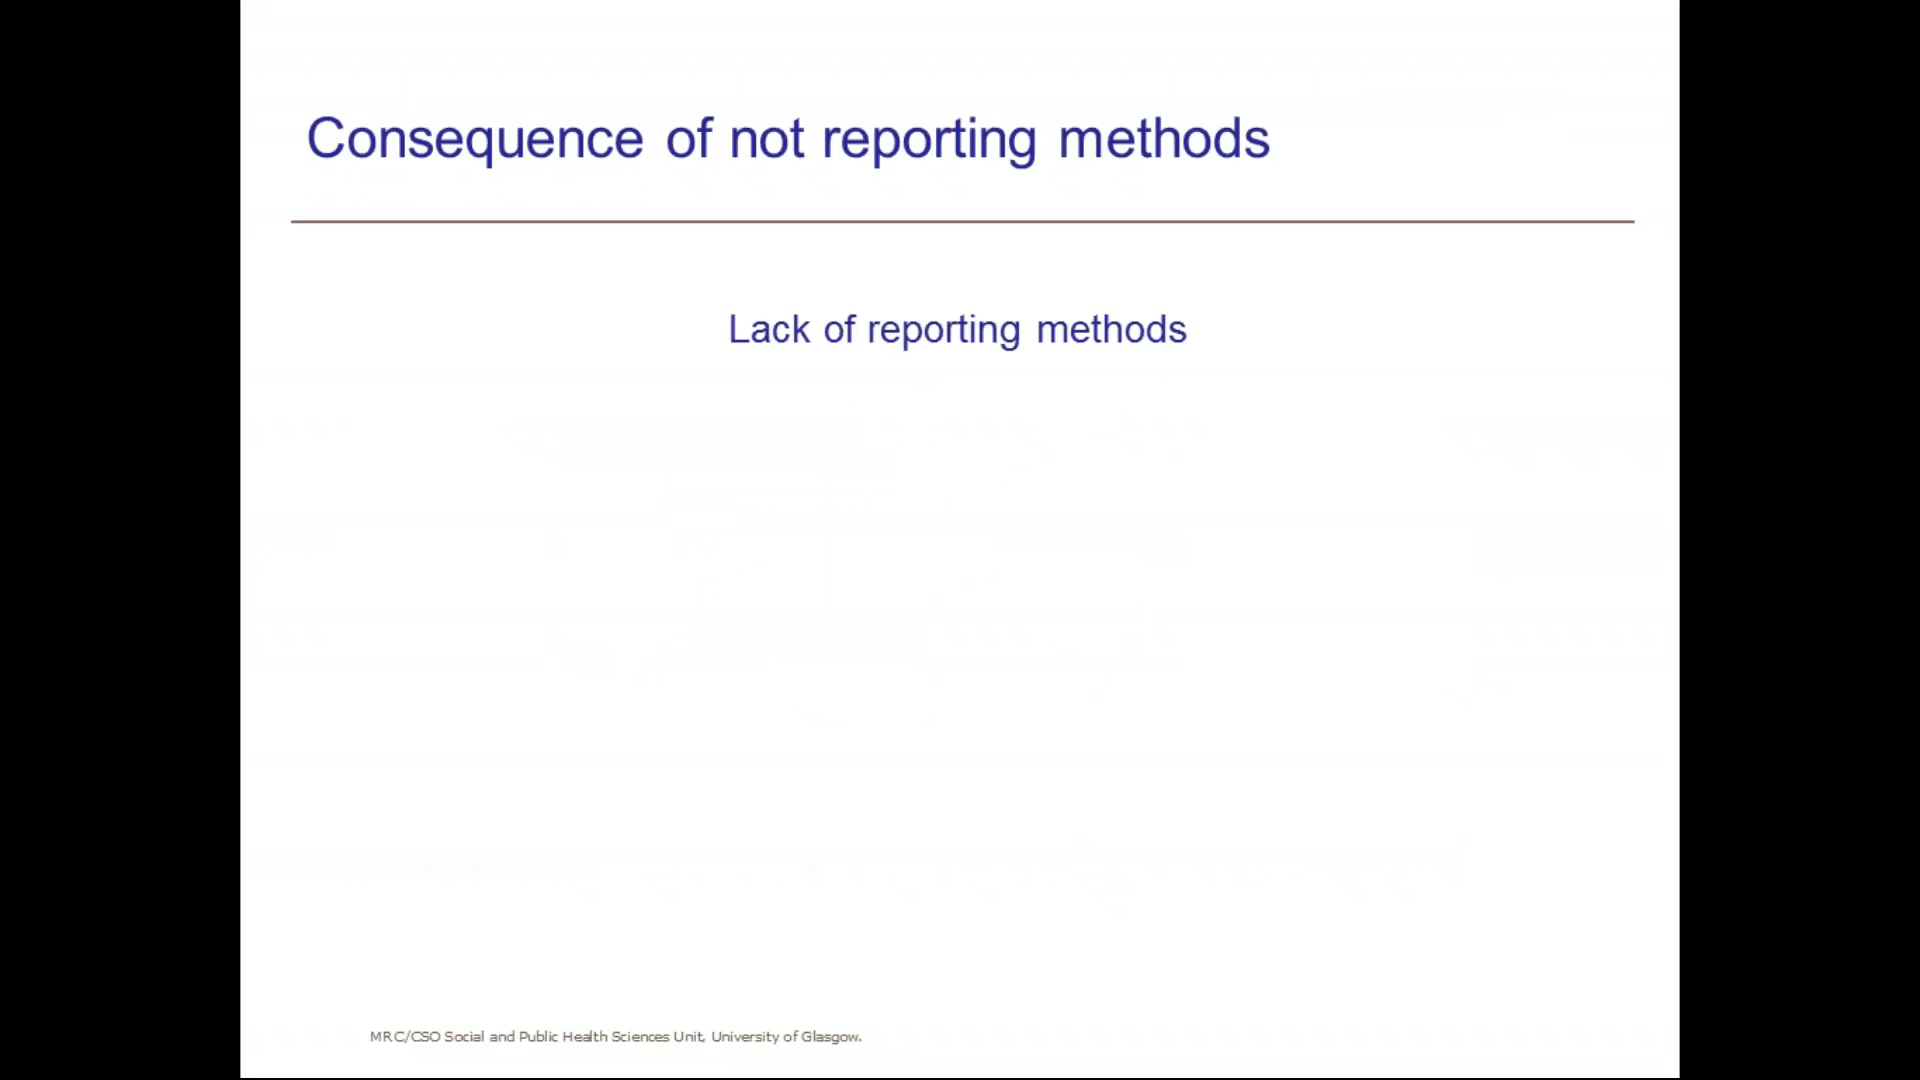 Consequence of not reporting methods
Lack of reporting methods
MRC/CSO Social and Public Health Sciences Unit, University of Glasgow.